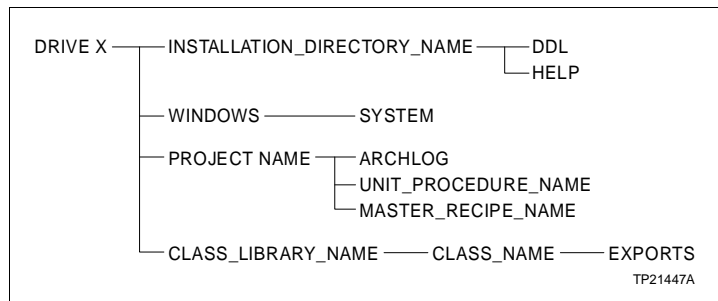 DRIVE X INSTALLATION_DIRECTORY_NAME DDL
HELP
WINDOWS SYSTEM
PROJECT NAME ARCHLOG
UNIT_PROCEDURE_NAME
MASTER_RECIPE_NAME
CLASS_LIBRARY_NAME CLASS_NAME EXPORTS
TP21447A